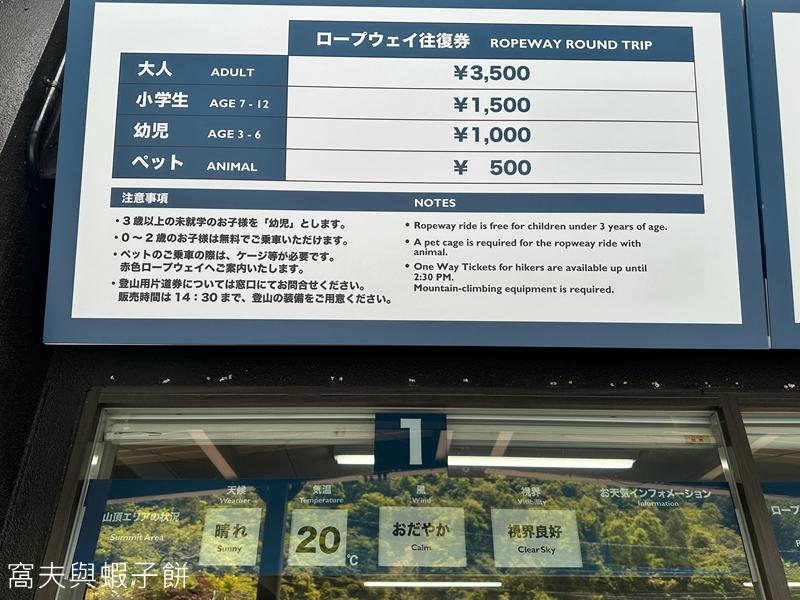 ロープウェイ往復券 ROPEWAY ROUND TRIP
大人 ADULT ¥3,500
小学生 AGE 7 - 12 ¥1,500
幼児 AGE 3 - 6 ¥1,000
ペット ANIMAL ¥ 500
注意事項
・3歳以上の未就学のお子様を「幼児」とします。
・0～2歳のお子様は無料でご乗車いただけます。
・ペットのご乗車の際は、ケージ等が必要です。
赤色ロープウェイへご案内いたします。
・登山用片道券については窓口にてお問合せください。
販売時間は14：30まで、登山の装備をご用意ください。
NOTES
• Ropeway ride is free for children under 3 years of age.
• A pet cage is required for the ropweay ride with
animal.
• One Way Tickets for hikers are available up until
2:30 PM.
Mountain-climbing equipment is required.
1
天候 気温 風 視界 お天気インフォメーション
Weather Temperature Wind Visibility Information
山頂エリアの状況
Summit Area
晴れ 20℃ おだやか 視界良好
Sunny Calm Clear Sky
ロープ
窩夫與蝦子餅